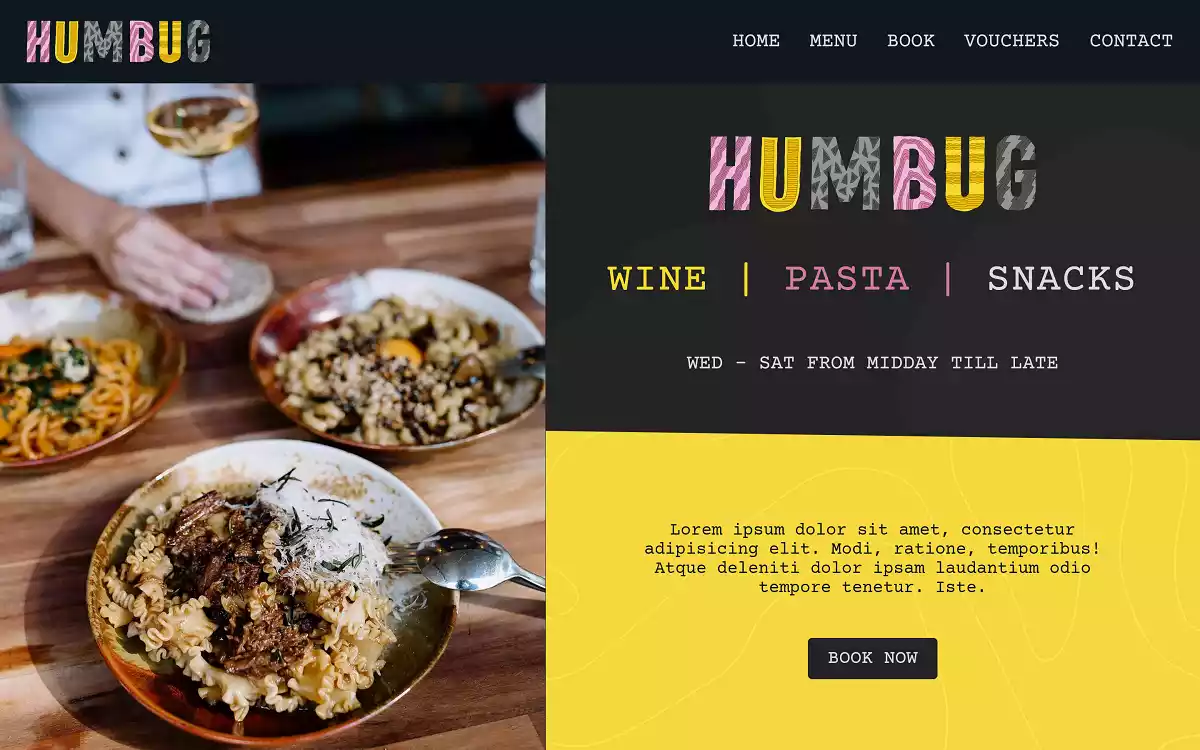 HUMBUG
HOME MENU BOOK VOUCHERS CONTACT
HUMBUG
WINE | PASTA | SNACKS
WED – SAT FROM MIDDAY TILL LATE
Lorem ipsum dolor sit amet, consectetur
adipisicing elit. Modi, ratione, temporibus!
Atque deleniti dolor ipsam laudantium odio
tempore tenetur. Iste.
BOOK NOW